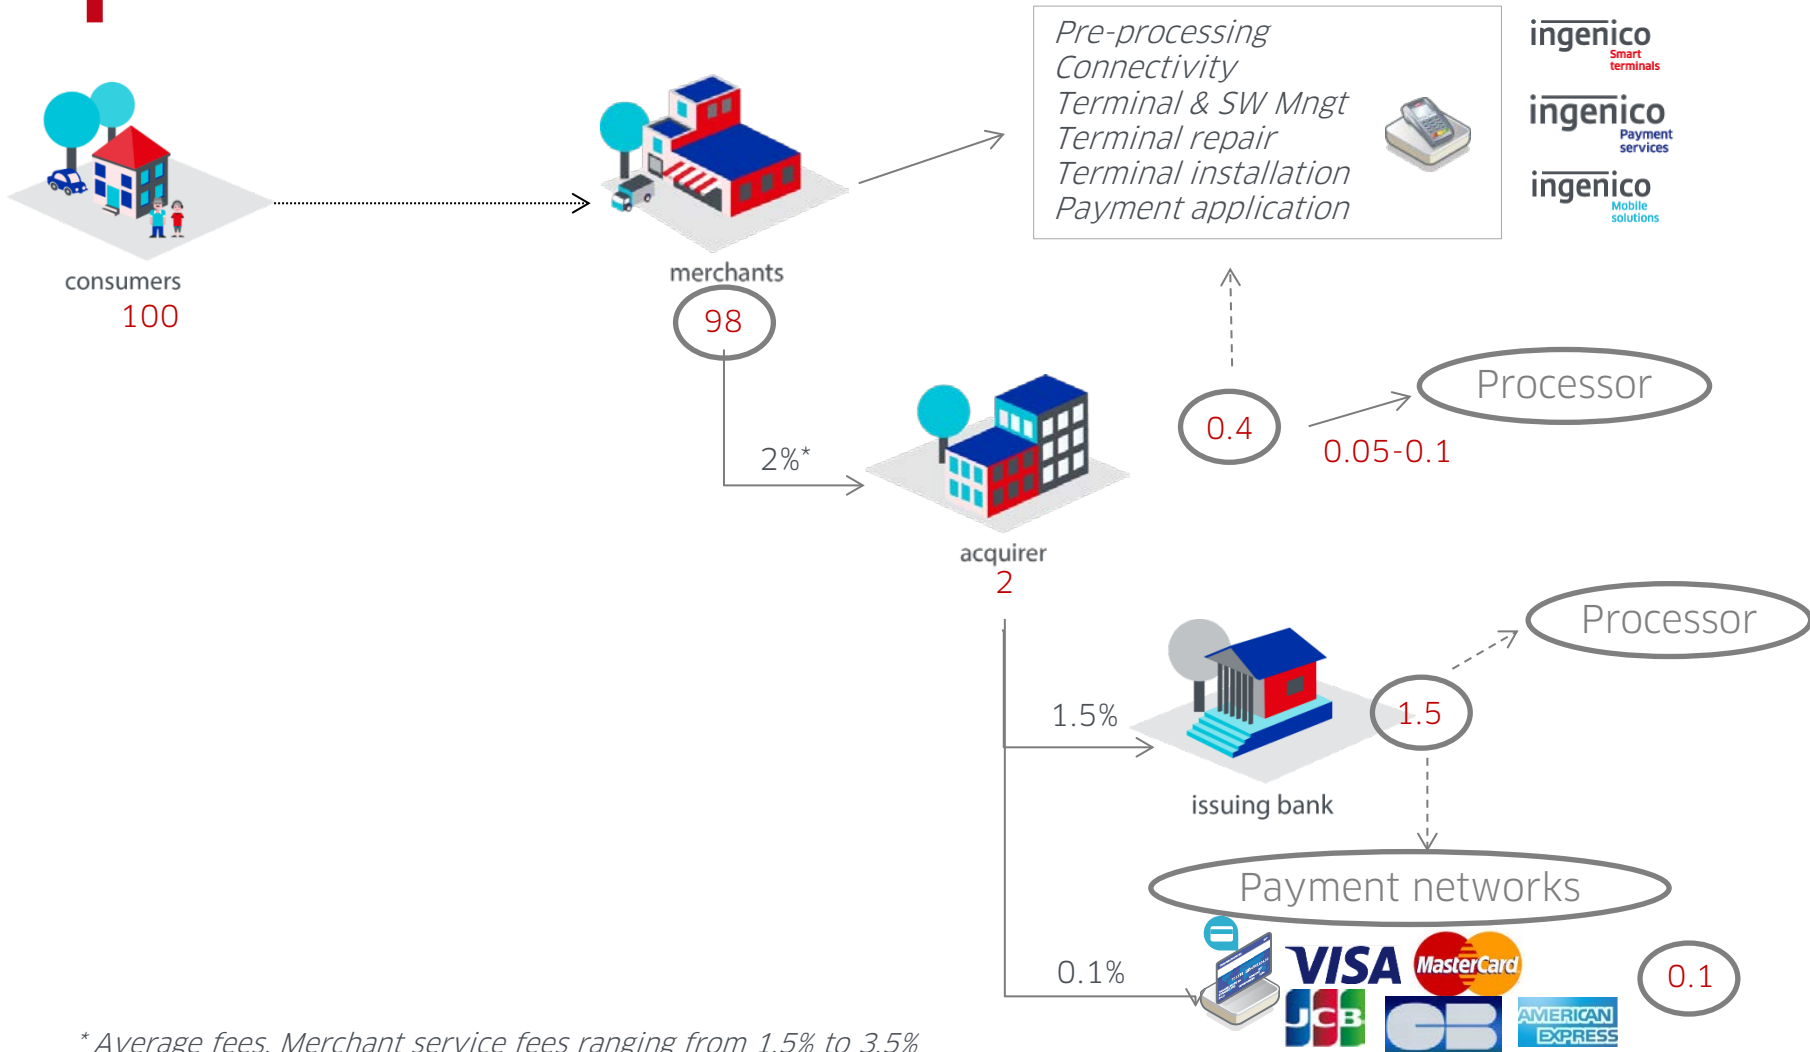 Pre-processing
Connectivity
Terminal & SW Mngt
Terminal repair
Terminal installation
Payment application
ingenico
Smart
terminals
ingenico
Payment
services
ingenico
Mobile
solutions
consumers
100
merchants
98
2%*
acquirer
2
0.4
0.05-0.1
Processor
Processor
1.5%
1.5
issuing bank
Payment networks
0.1%
VISA
MasterCard
JCB
CB
AMERICAN
EXPRESS
0.1
* Average fees. Merchant service fees ranging from 1.5% to 3.5%